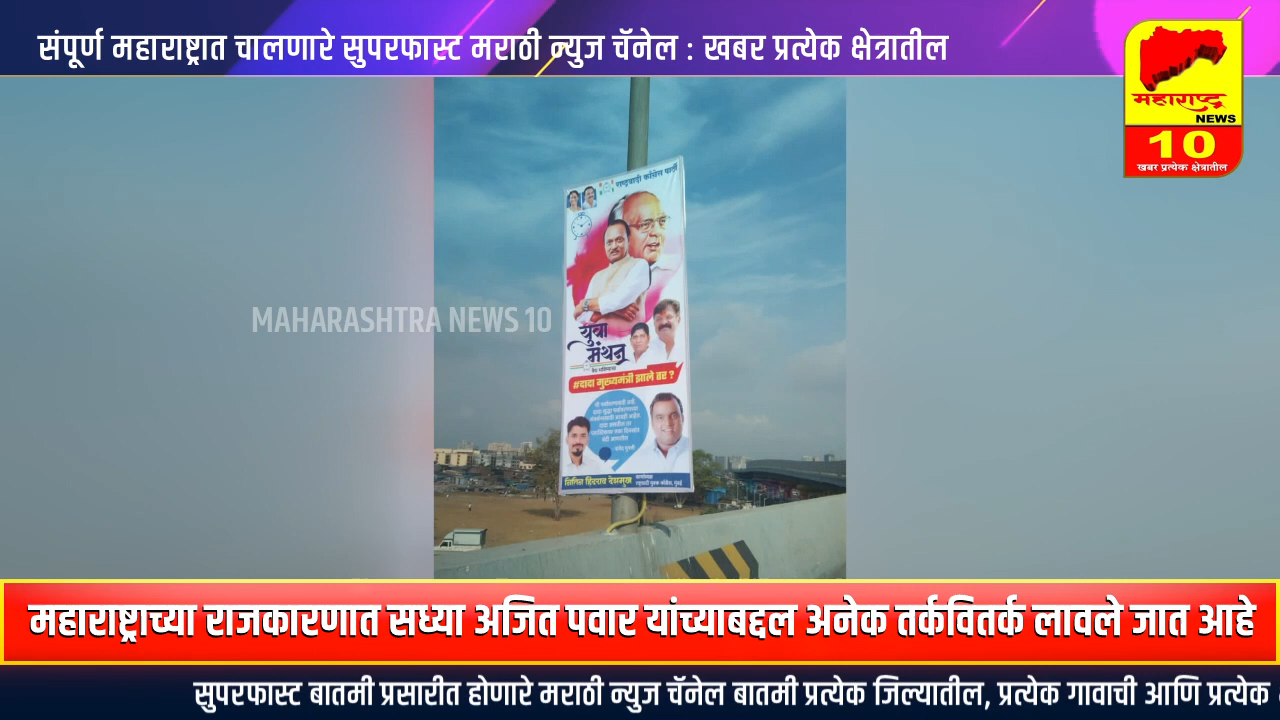 संपूर्ण महाराष्ट्रात चालणारे सुपरफास्ट मराठी न्युज चॅनेल : खबर प्रत्येक क्षेत्रातील
महाराष्ट्र
NEWS
10
खबर प्रत्येक क्षेत्रातील
राष्ट्रवादी काँग्रेस पार्टी
MAHARASHTRA NEWS 10
युवा
मंथन
#दादा मुख्यमंत्री झाले तर ?
नितिन हिंदुराव देशमुख
महाराष्ट्राच्या राजकारणात सध्या अजित पवार यांच्याबद्दल अनेक तर्कवितर्क लावले जात आहे
सुपरफास्ट बातमी प्रसारीत होणारे मराठी न्युज चॅनेल बातमी प्रत्येक जिल्यातील, प्रत्येक गावाची आणि प्रत्येक